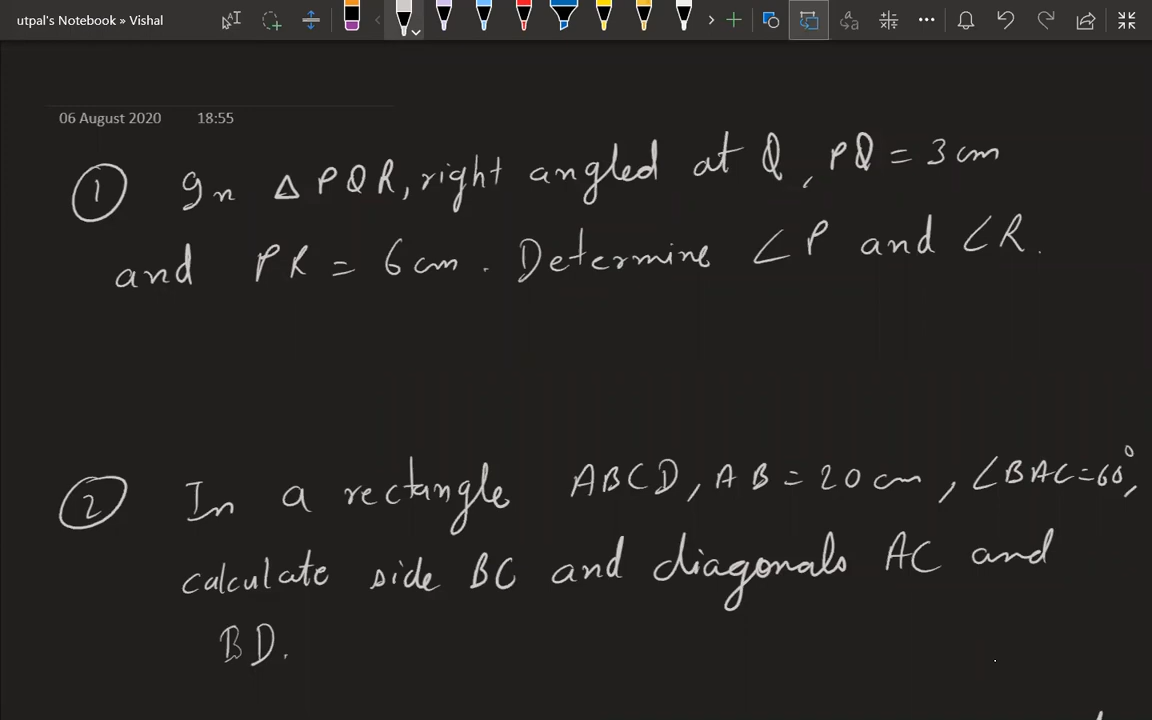 utpal's Notebook » Vishal
06 August 2020 18:55
① In Δ PQR, right angled at Q, PQ = 3 cm
and PR = 6 cm. Determine ∠P and ∠R.
② In a rectangle ABCD, AB = 20 cm, ∠BAC = 60°,
calculate side BC and diagonals AC and
BD.